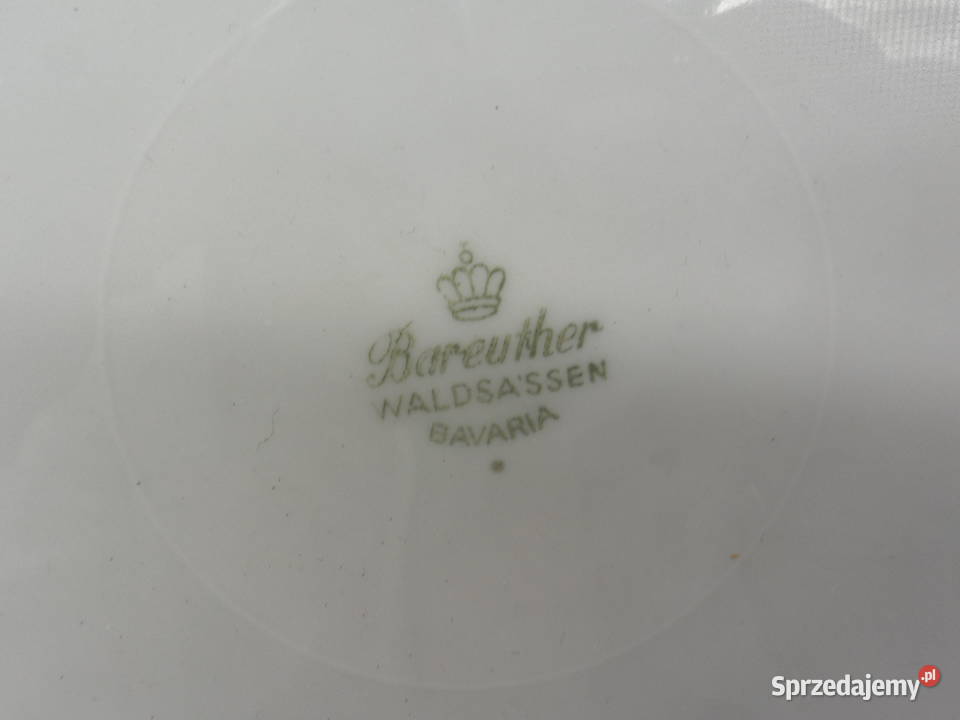 Bareuther
WALDSASSEN
BAVARIA
Sprzedajemy.pl